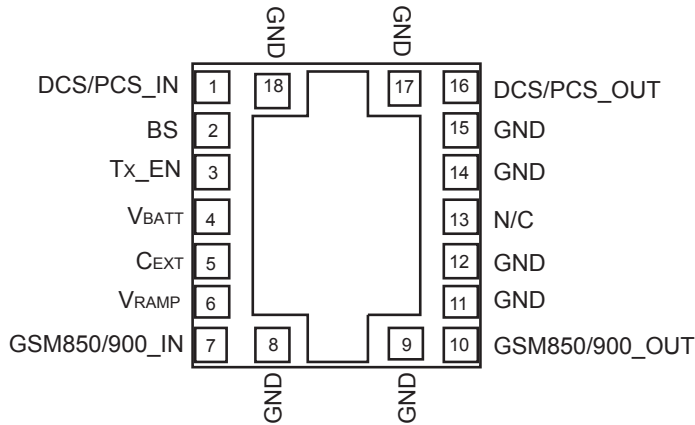 GND GND
DCS/PCS_IN 1 18 17 16 DCS/PCS_OUT
BS 2 15 GND
TX_EN 3 14 GND
VBATT 4 13 N/C
CEXT 5 12 GND
VRAMP 6 11 GND
GSM850/900_IN 7 8 9 10 GSM850/900_OUT
GND GND